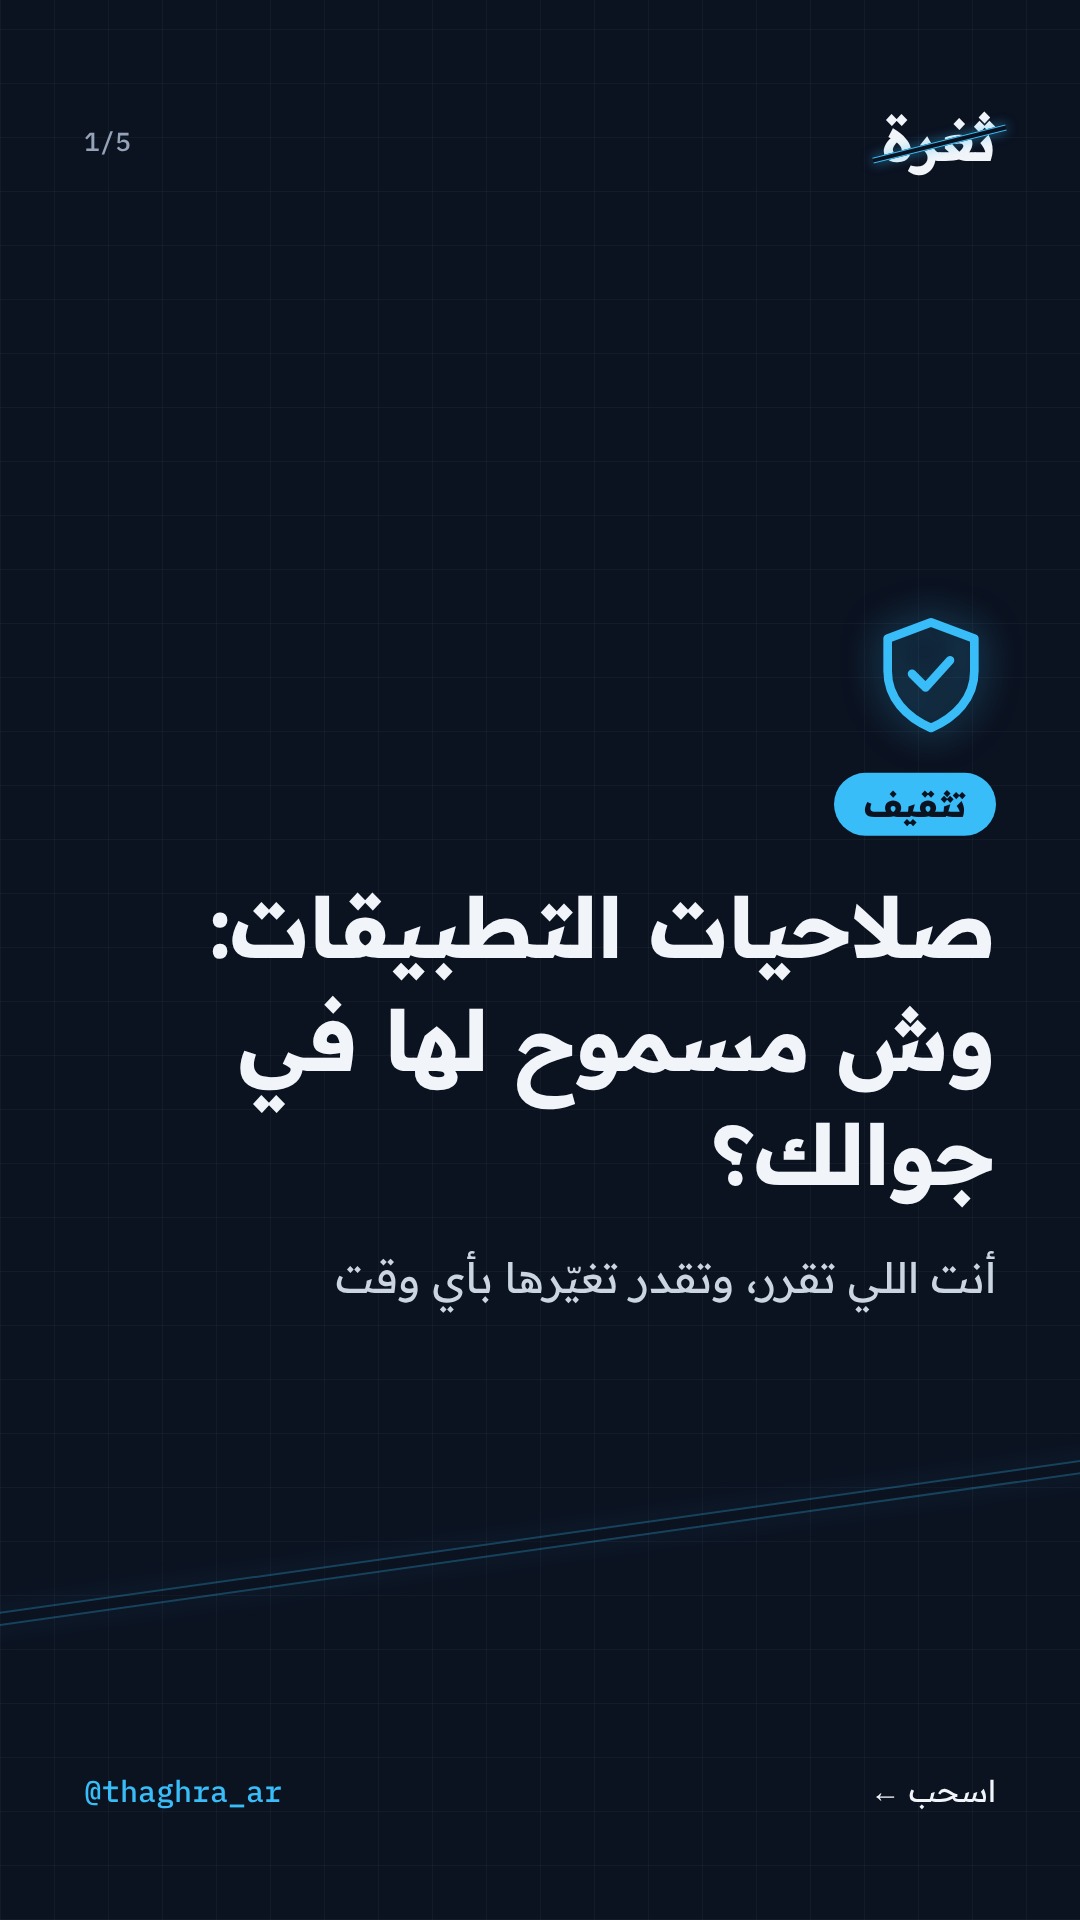 ثغرة
1/5
تثقيف
صلاحيات التطبيقات:
وش مسموح لها في
جوالك؟
أنت اللي تقرر، وتقدر تغيّرها بأي وقت
اسحب ←
@thaghra_ar